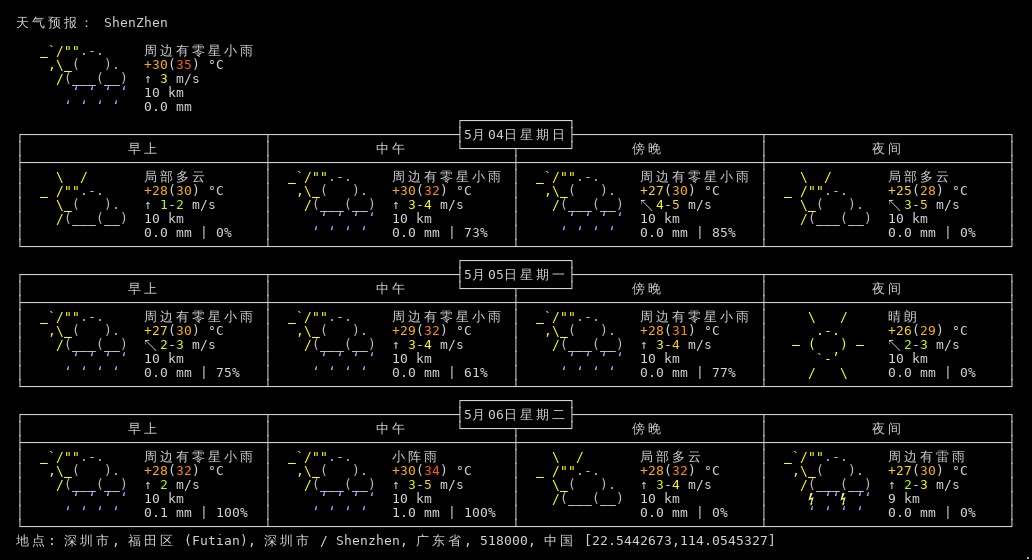 天气预报： ShenZhen
周边有零星小雨
+30(35) °C
↑ 3 m/s
10 km
0.0 mm
5月04日星期日
早上 中午 傍晚 夜间
局部多云 周边有零星小雨 周边有零星小雨 局部多云
+28(30) °C +30(32) °C +27(30) °C +25(28) °C
↑ 1-2 m/s ↑ 3-4 m/s ↖ 4-5 m/s ↖ 3-5 m/s
10 km 10 km 10 km 10 km
0.0 mm | 0% 0.0 mm | 73% 0.0 mm | 85% 0.0 mm | 0%
5月05日星期一
早上 中午 傍晚 夜间
周边有零星小雨 周边有零星小雨 周边有零星小雨 晴朗
+27(30) °C +29(32) °C +28(31) °C +26(29) °C
↖ 2-3 m/s ↑ 3-4 m/s ↑ 3-4 m/s ↖ 2-3 m/s
10 km 10 km 10 km 10 km
0.0 mm | 75% 0.0 mm | 61% 0.0 mm | 77% 0.0 mm | 0%
5月06日星期二
早上 中午 傍晚 夜间
周边有零星小雨 小阵雨 局部多云 周边有雷雨
+28(32) °C +30(34) °C +28(32) °C +27(30) °C
↑ 2 m/s ↑ 3-5 m/s ↑ 3-4 m/s ↑ 2-3 m/s
10 km 10 km 10 km 9 km
0.1 mm | 100% 1.0 mm | 100% 0.0 mm | 0% 0.0 mm | 0%
地点: 深圳市, 福田区 (Futian), 深圳市 / Shenzhen, 广东省, 518000, 中国 [22.5442673,114.0545327]